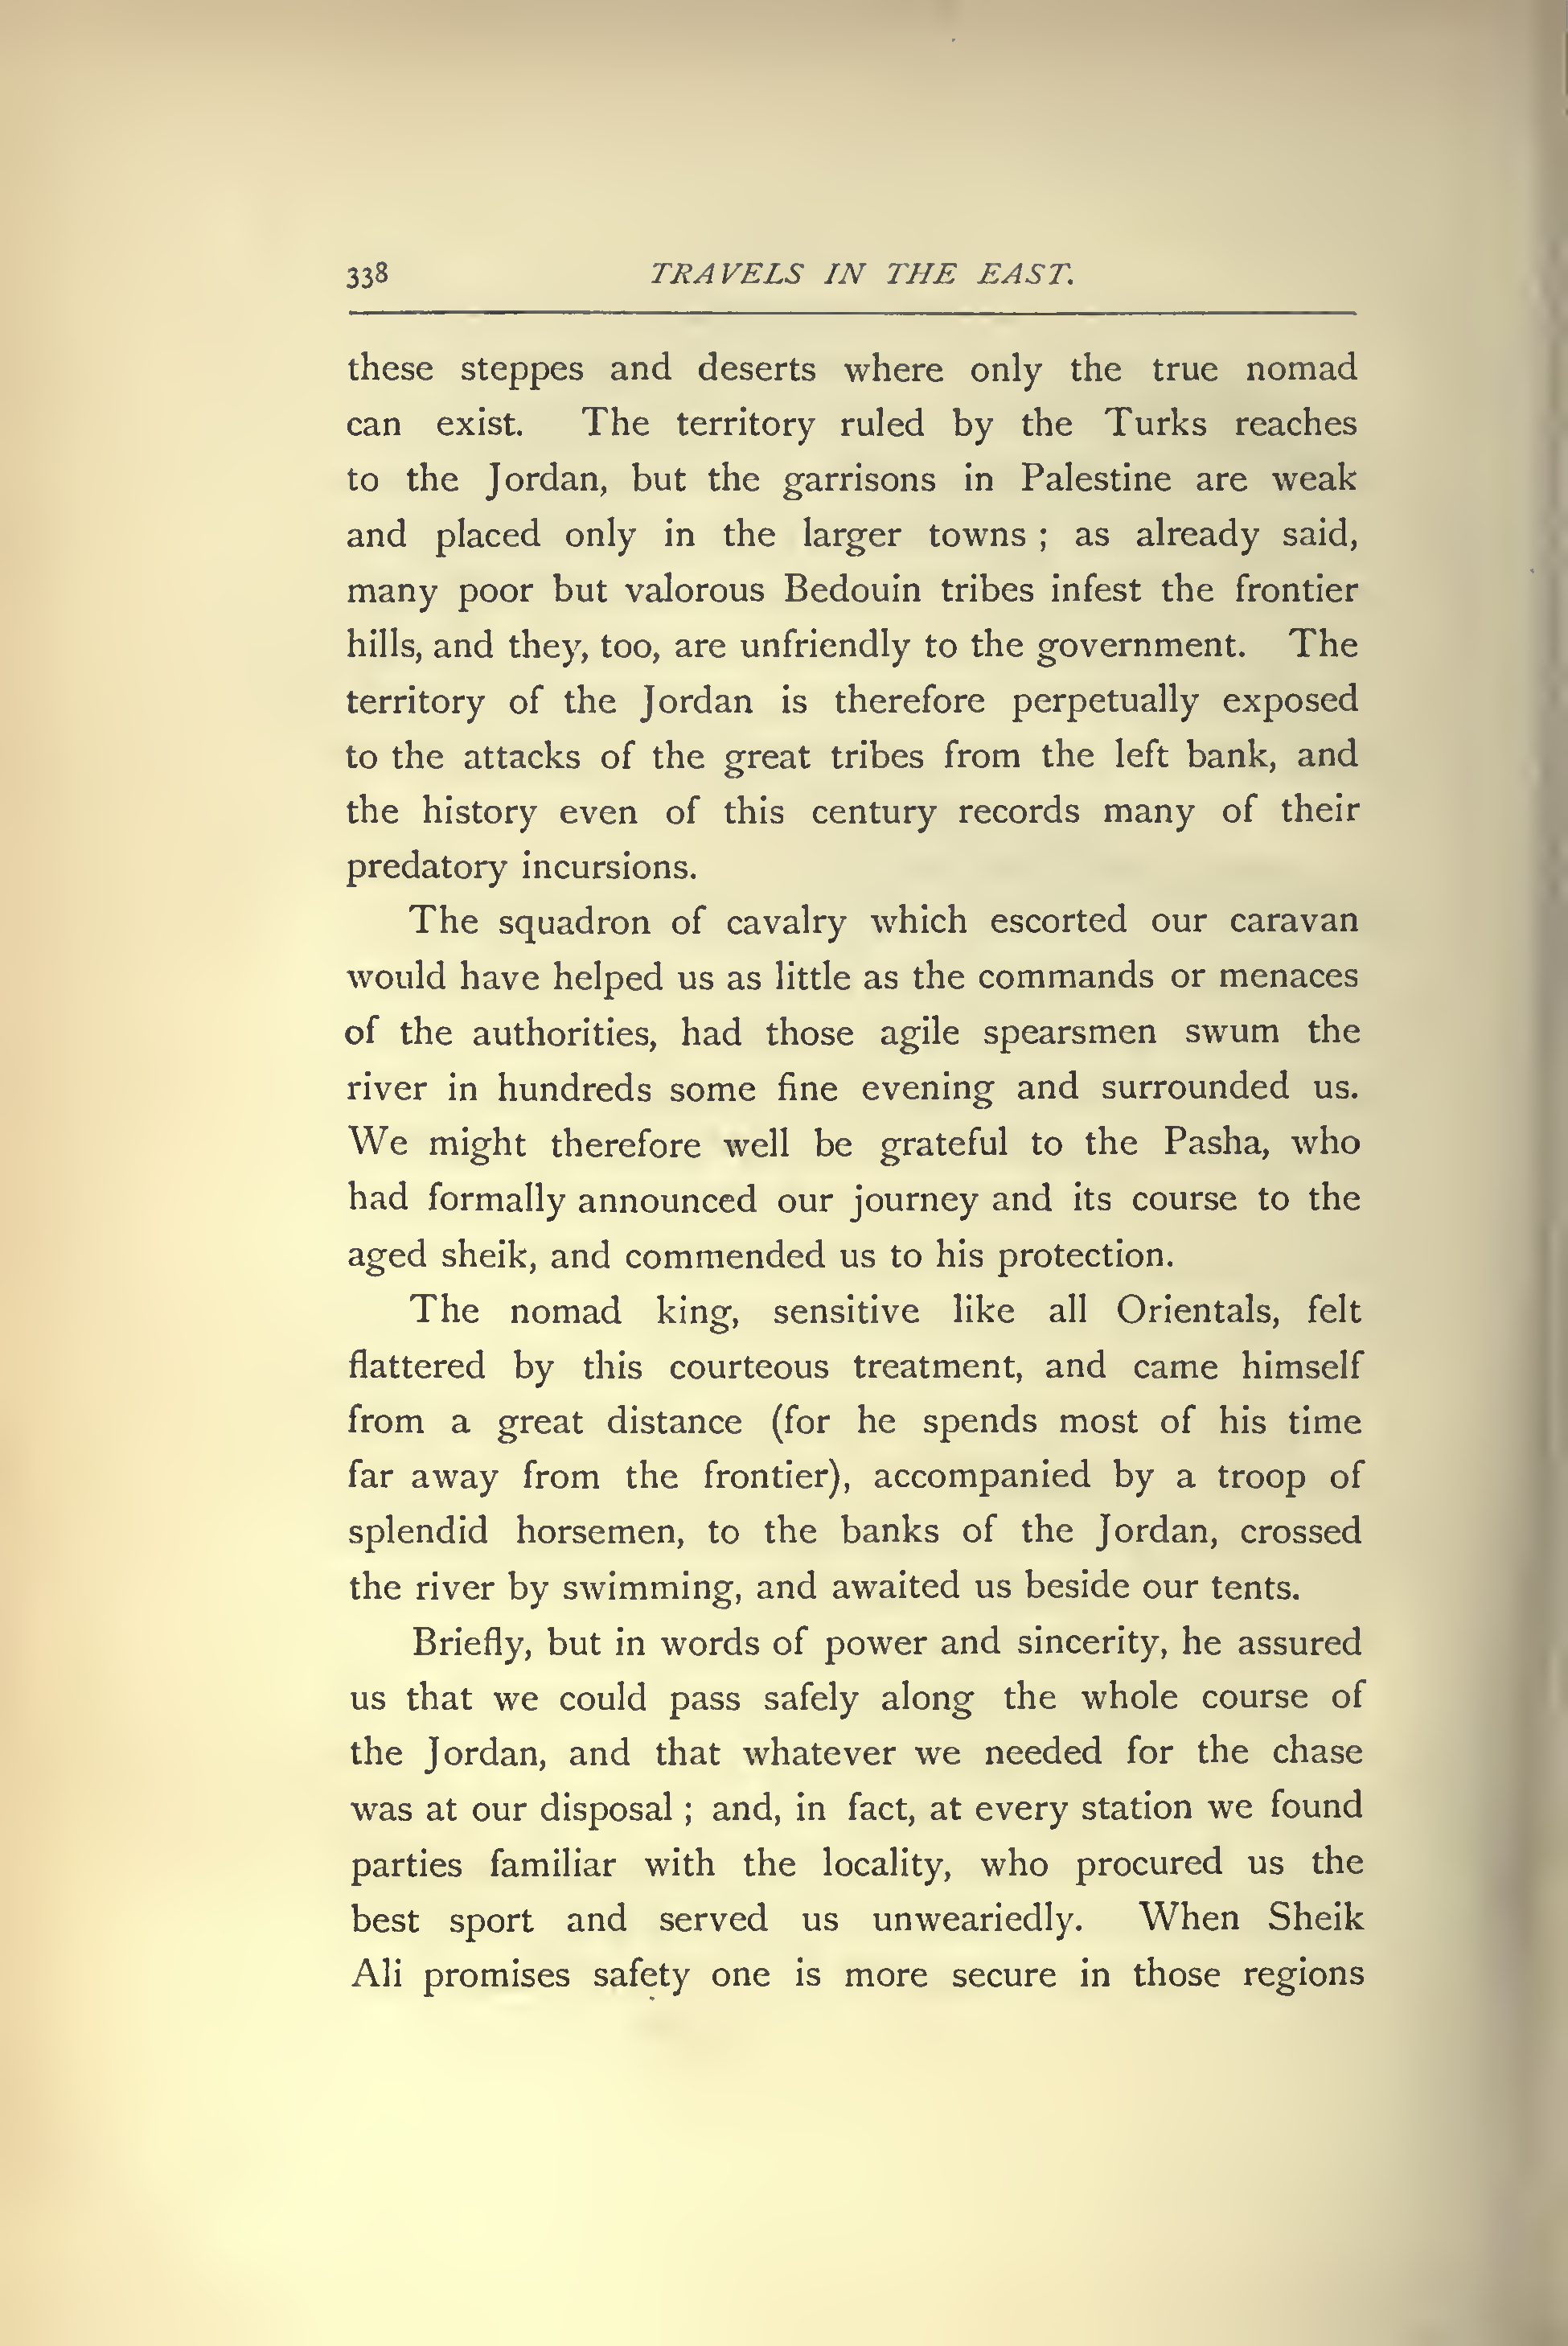 338 TRAVELS IN THE EAST.
these steppes and deserts where only the true nomad
can exist. The territory ruled by the Turks reaches
to the Jordan, but the garrisons in Palestine are weak
and placed only in the larger towns ; as already said,
many poor but valorous Bedouin tribes infest the frontier
hills, and they, too, are unfriendly to the government. The
territory of the Jordan is therefore perpetually exposed
to the attacks of the great tribes from the left bank, and
the history even of this century records many of their
predatory incursions.
The squadron of cavalry which escorted our caravan
would have helped us as little as the commands or menaces
of the authorities, had those agile spearsmen swum the
river in hundreds some fine evening and surrounded us.
We might therefore well be grateful to the Pasha, who
had formally announced our journey and its course to the
aged sheik, and commended us to his protection.
The nomad king, sensitive like all Orientals, felt
flattered by this courteous treatment, and came himself
from a great distance (for he spends most of his time
far away from the frontier), accompanied by a troop of
splendid horsemen, to the banks of the Jordan, crossed
the river by swimming, and awaited us beside our tents.
Briefly, but in words of power and sincerity, he assured
us that we could pass safely along the whole course of
the Jordan, and that whatever we needed for the chase
was at our disposal ; and, in fact, at every station we found
parties familiar with the locality, who procured us the
best sport and served us unweariedly. When Sheik
Ali promises safety one is more secure in those regions